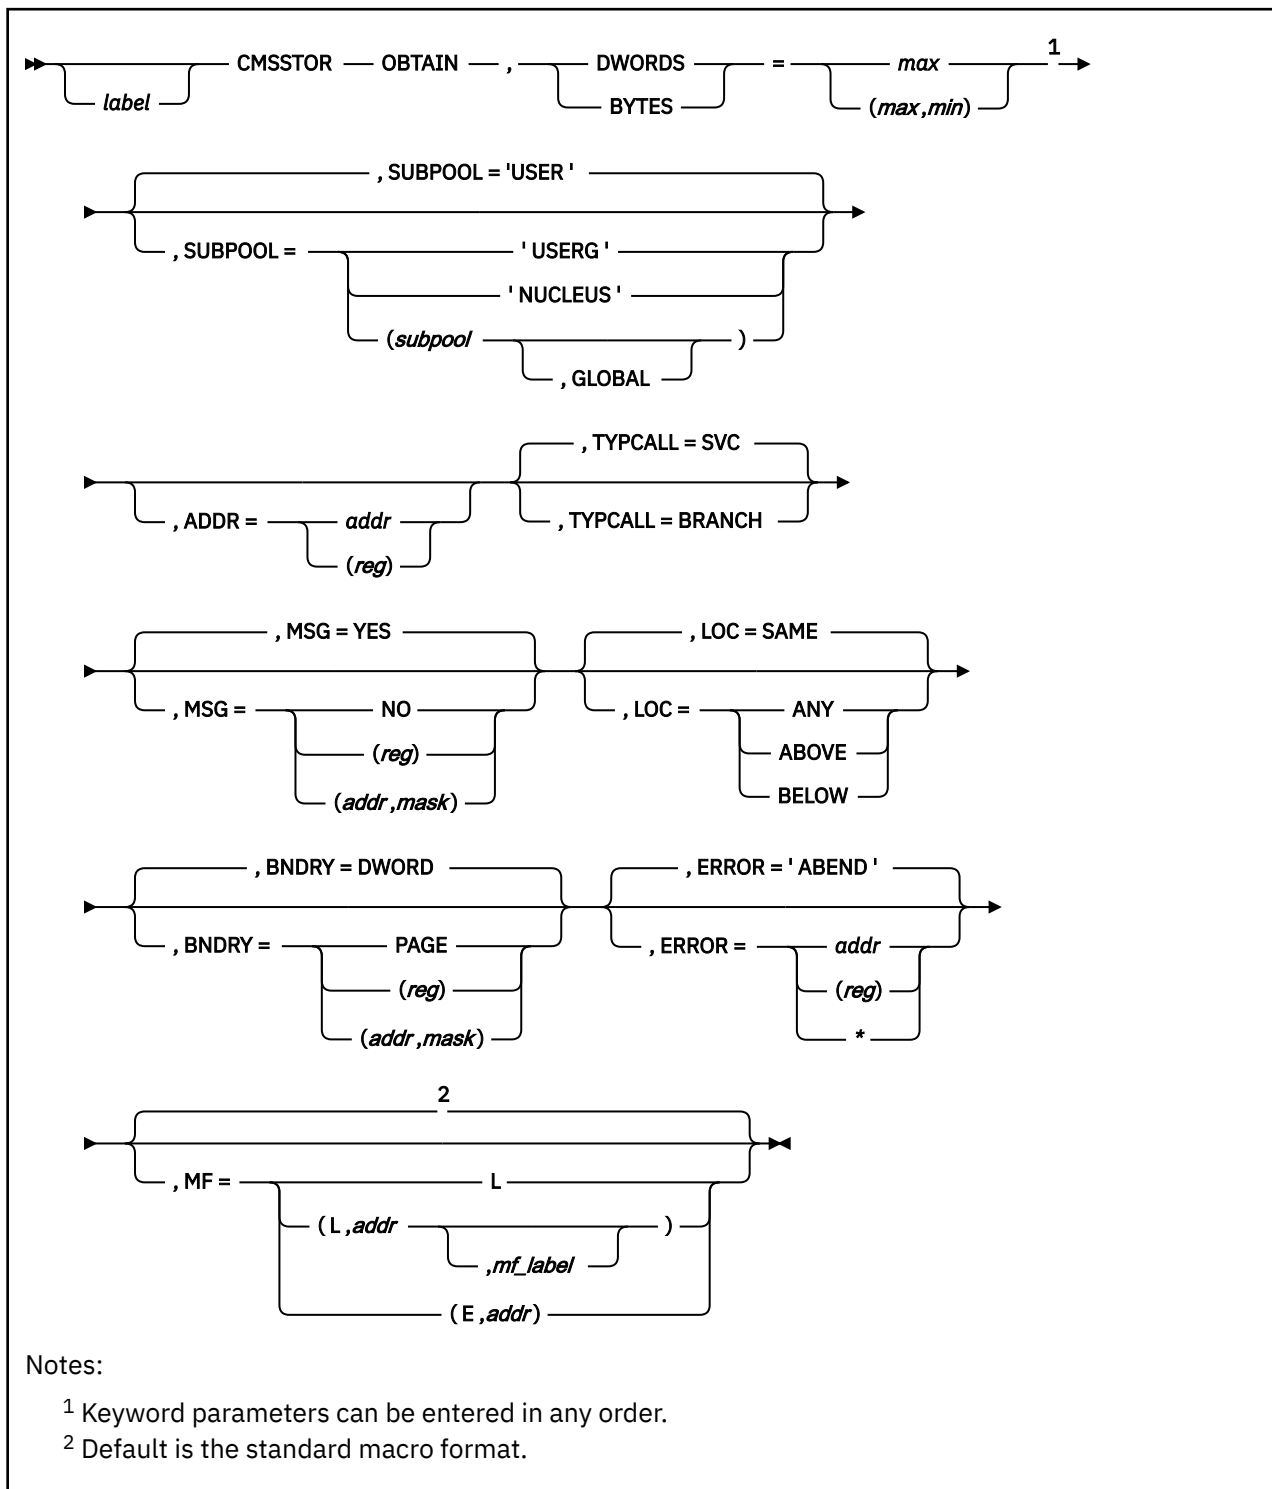 CMSSTOR OBTAIN , DWORDS = max 1
label BYTES (max,min)
, SUBPOOL = 'USER '
, SUBPOOL = ' USERG '
' NUCLEUS '
(subpool )
, GLOBAL
, TYPCALL = SVC
, ADDR = addr , TYPCALL = BRANCH
(reg)
, MSG = YES , LOC = SAME
, MSG = NO , LOC = ANY
(reg) ABOVE
(addr,mask) BELOW
, BNDRY = DWORD , ERROR = ' ABEND '
, BNDRY = PAGE , ERROR = addr
(reg) (reg)
(addr,mask) *
2
, MF = L
( L ,addr )
,mf_label
( E ,addr)
Notes:
1 Keyword parameters can be entered in any order.
2 Default is the standard macro format.